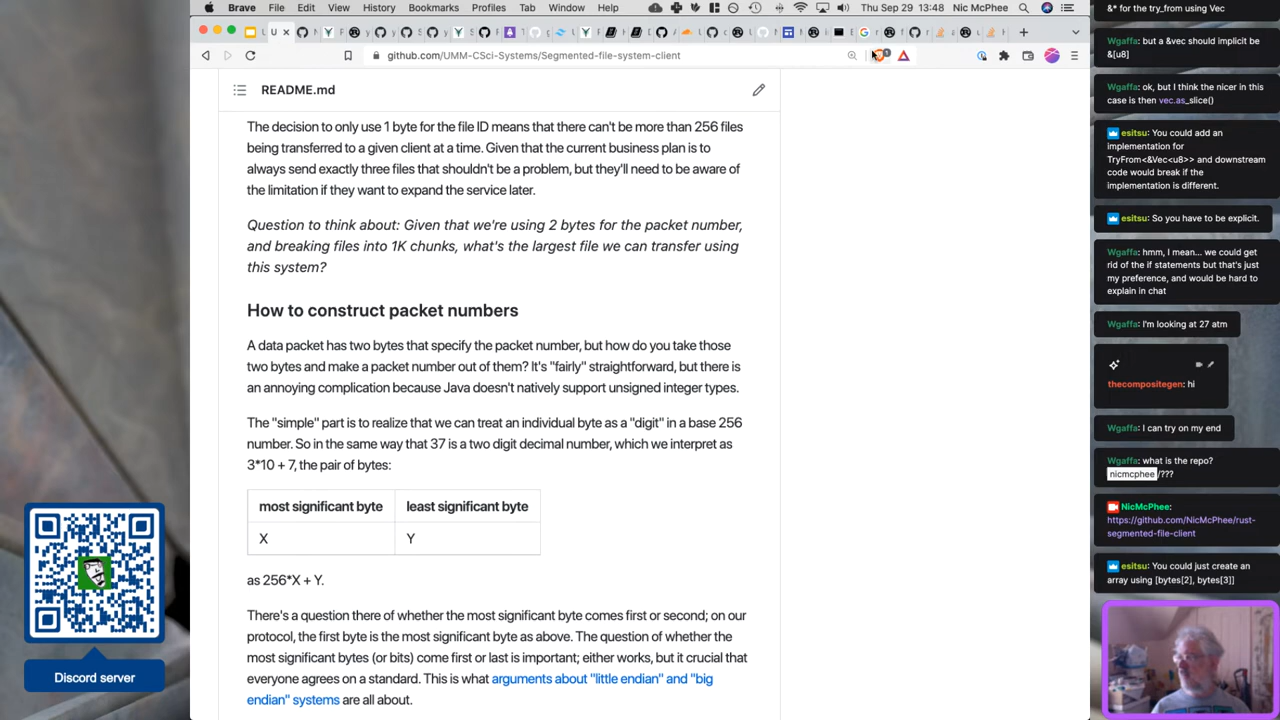 Brave File Edit View History Bookmarks Profiles Tab Window Help Thu Sep 29 13:48 Nic McPhee
github.com/UMM-CSci-Systems/Segmented-file-system-client
README.md
The decision to only use 1 byte for the file ID means that there can't be more than 256 files
being transferred to a given client at a time. Given that the current business plan is to
always send exactly three files that shouldn't be a problem, but they'll need to be aware of
the limitation if they want to expand the service later.
Question to think about: Given that we're using 2 bytes for the packet number,
and breaking files into 1K chunks, what's the largest file we can transfer using
this system?
How to construct packet numbers
A data packet has two bytes that specify the packet number, but how do you take those
two bytes and make a packet number out of them? It's "fairly" straightforward, but there is
an annoying complication because Java doesn't natively support unsigned integer types.
The "simple" part is to realize that we can treat an individual byte as a "digit" in a base 256
number. So in the same way that 37 is a two digit decimal number, which we interpret as
3*10 + 7, the pair of bytes:
most significant byte least significant byte
X Y
as 256*X + Y.
There's a question there of whether the most significant byte comes first or second; on our
protocol, the first byte is the most significant byte as above. The question of whether the
most significant bytes (or bits) come first or last is important; either works, but it crucial that
everyone agrees on a standard. This is what arguments about "little endian" and "big
endian" systems are all about.
&* for the try_from using Vec
Wgaffa: but a &vec should implicit be
&[u8]
Wgaffa: ok, but I think the nicer in this
case is then vec.as_slice()
esitsu: You could add an
implementation for
TryFrom<&Vec<u8>> and downstream
code would break if the
implementation is different.
esitsu: So you have to be explicit.
Wgaffa: hmm, I mean... we could get
rid of the if statements but that's just
my preference, and would be hard to
explain in chat
Wgaffa: I'm looking at 27 atm
thecompositegen: hi
Wgaffa: I can try on my end
Wgaffa: what is the repo?
nicmcphee/???
NicMcPhee:
https://github.com/NicMcPhee/rust-
segmented-file-client
esitsu: You could just create an
array using [bytes[2], bytes[3]]
Discord server